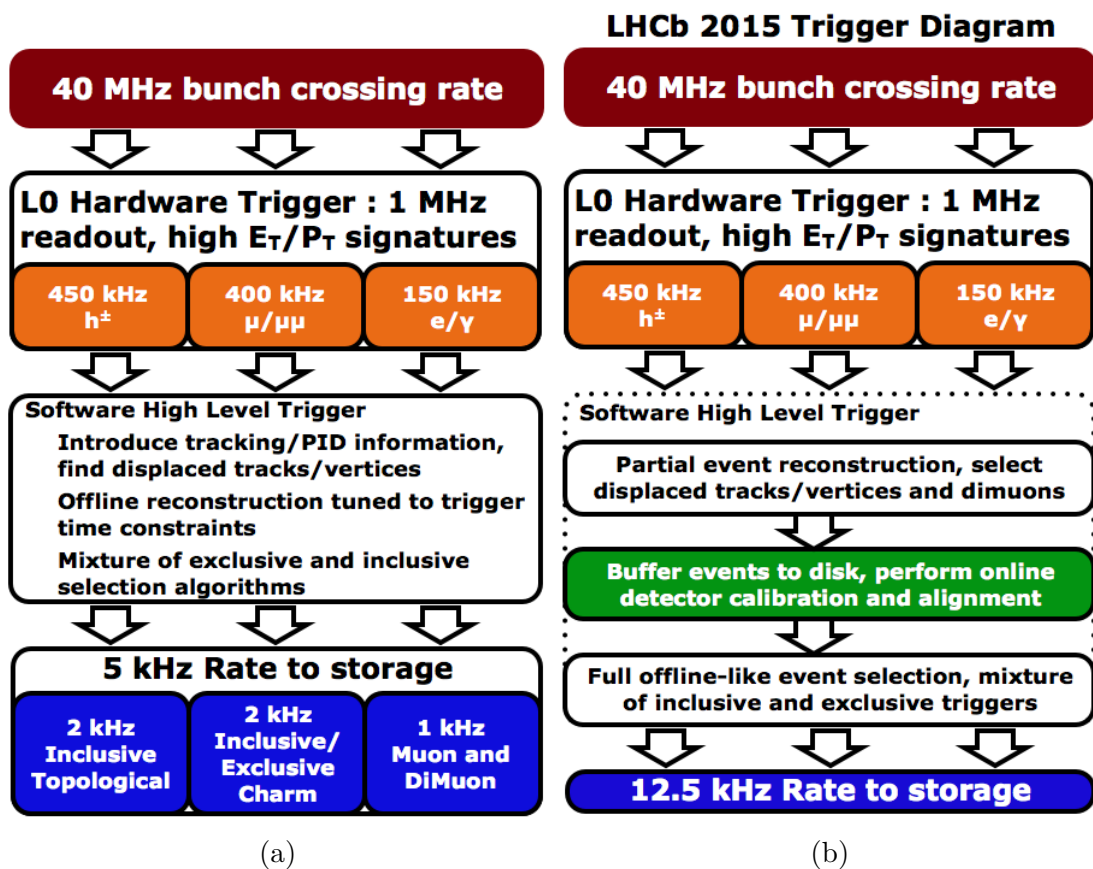 40 MHz bunch crossing rate
L0 Hardware Trigger : 1 MHz
readout, high E_T/P_T signatures
450 kHz
h±
400 kHz
µ/µµ
150 kHz
e/γ
Software High Level Trigger
Introduce tracking/PID information,
find displaced tracks/vertices
Offline reconstruction tuned to trigger
time constraints
Mixture of exclusive and inclusive
selection algorithms
5 kHz Rate to storage
2 kHz
Inclusive
Topological
2 kHz
Inclusive/
Exclusive
Charm
1 kHz
Muon and
DiMuon
(a)
LHCb 2015 Trigger Diagram
40 MHz bunch crossing rate
L0 Hardware Trigger : 1 MHz
readout, high E_T/P_T signatures
450 kHz
h±
400 kHz
µ/µµ
150 kHz
e/γ
Software High Level Trigger
Partial event reconstruction, select
displaced tracks/vertices and dimuons
Buffer events to disk, perform online
detector calibration and alignment
Full offline-like event selection, mixture
of inclusive and exclusive triggers
12.5 kHz Rate to storage
(b)